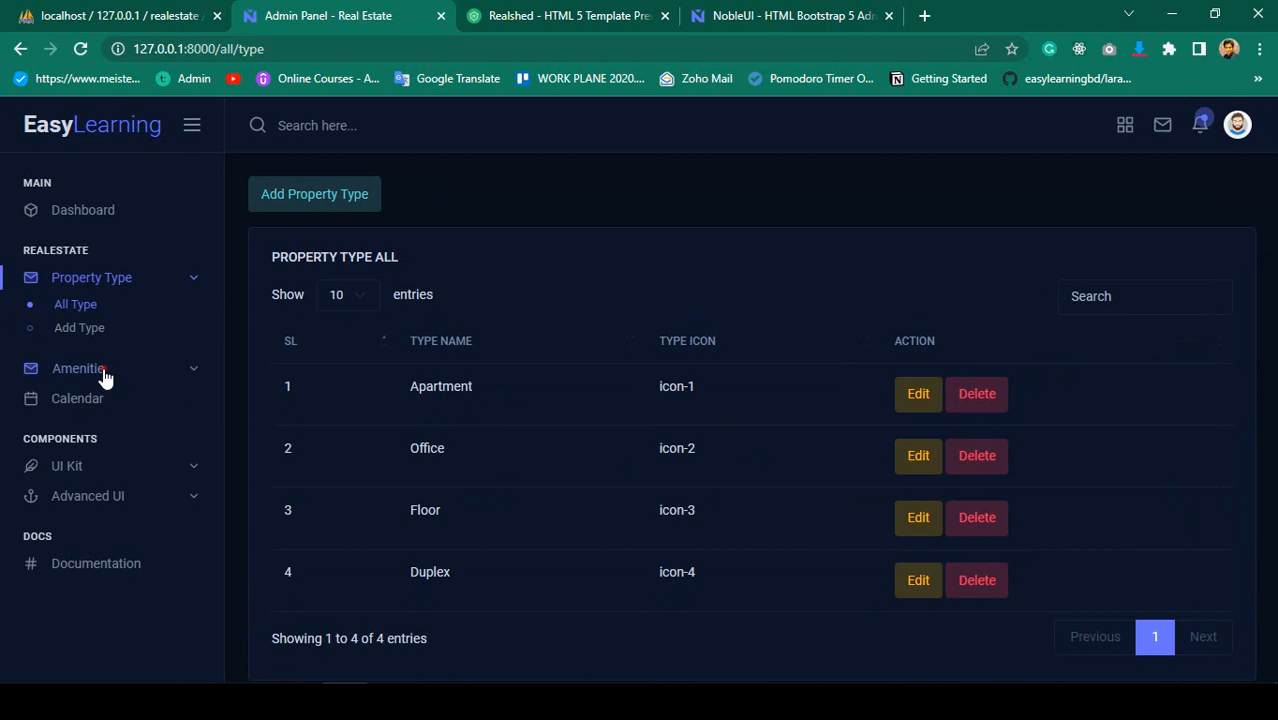 localhost / 127.0.0.1 / realestate
Admin Panel - Real Estate
Realshed - HTML 5 Template Pre
NobleUI - HTML Bootstrap 5 Adm
127.0.0.1:8000/all/type
https://www.meiste...
Admin
Online Courses - A...
Google Translate
WORK PLANE 2020....
Zoho Mail
Pomodoro Timer O...
Getting Started
easylearningbd/lara...
EasyLearning
Search here...
MAIN
Dashboard
REALESTATE
Property Type
All Type
Add Type
Calendar
COMPONENTS
UI Kit
Advanced UI
DOCS
Documentation
Add Property Type
PROPERTY TYPE ALL
Show 10 entries
Search
SL TYPE NAME TYPE ICON ACTION
1 Apartment icon-1 Edit Delete
2 Office icon-2 Edit Delete
3 Floor icon-3 Edit Delete
4 Duplex icon-4 Edit Delete
Showing 1 to 4 of 4 entries
Previous 1 Next